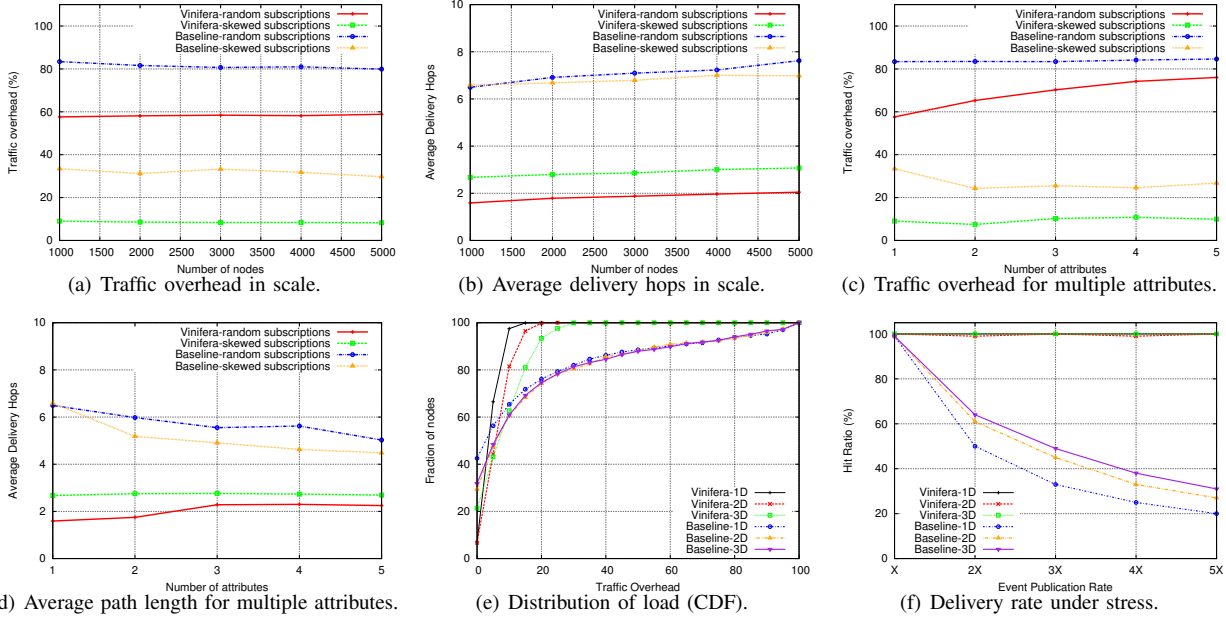 Vinifera-random subscriptions
Vinifera-skewed subscriptions
Baseline-random subscriptions
Baseline-skewed subscriptions
Traffic overhead (%)
100
80
60
40
20
0
1000 1500 2000 2500 3000 3500 4000 4500 5000
Number of nodes
(a) Traffic overhead in scale.
Vinifera-random subscriptions
Vinifera-skewed subscriptions
Baseline-random subscriptions
Baseline-skewed subscriptions
Average Delivery Hops
10
8
6
4
2
0
1000 1500 2000 2500 3000 3500 4000 4500 5000
Number of nodes
(b) Average delivery hops in scale.
Vinifera-random subscriptions
Vinifera-skewed subscriptions
Baseline-random subscriptions
Baseline-skewed subscriptions
Traffic overhead (%)
100
80
60
40
20
0
1 2 3 4 5
Number of attributes
(c) Traffic overhead for multiple attributes.
Vinifera-random subscriptions
Vinifera-skewed subscriptions
Baseline-random subscriptions
Baseline-skewed subscriptions
Average Delivery Hops
10
8
6
4
2
0
1 2 3 4 5
Number of attributes
d) Average path length for multiple attributes.
Fraction of nodes
100
80
60
40
20
0
Vinifera-1D
Vinifera-2D
Vinifera-3D
Baseline-1D
Baseline-2D
Baseline-3D
0 20 40 60 80 100
Traffic Overhead
(e) Distribution of load (CDF).
Hit Ratio (%)
100
80
60
40
20
0
Vinifera-1D
Vinifera-2D
Vinifera-3D
Baseline-1D
Baseline-2D
Baseline-3D
X 2X 3X 4X 5X
Event Publication Rate
(f) Delivery rate under stress.